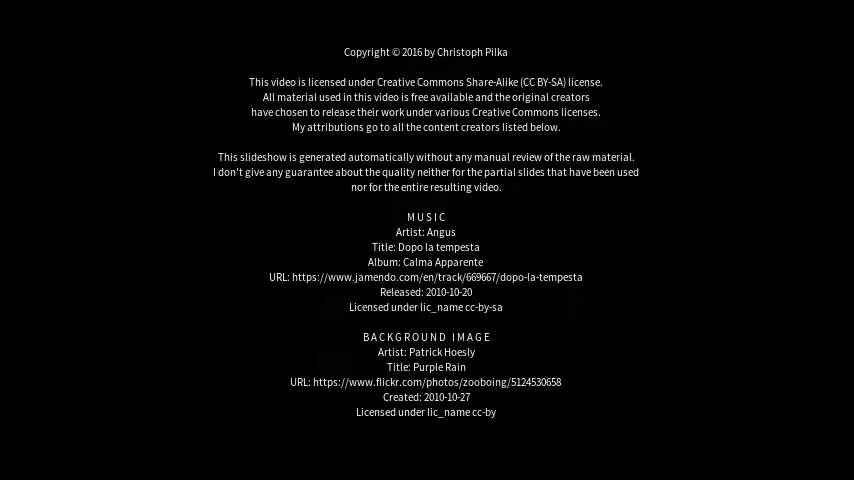 Copyright © 2016 by Christoph Pilka
This video is licensed under Creative Commons Share-Alike (CC BY-SA) license.
All material used in this video is free available and the original creators
have chosen to release their work under various Creative Commons licenses.
My attributions go to all the content creators listed below.
This slideshow is generated automatically without any manual review of the raw material.
I don't give any guarantee about the quality neither for the partial slides that have been used
nor for the entire resulting video.
MUSIC
Artist: Angus
Title: Dopo la tempesta
Album: Calma Apparente
URL: https://www.jamendo.com/en/track/669667/dopo-la-tempesta
Released: 2010-10-20
Licensed under lic_name cc-by-sa
BACKGROUND IMAGE
Artist: Patrick Hoesly
Title: Purple Rain
URL: https://www.flickr.com/photos/zooboing/5124530658
Created: 2010-10-27
Licensed under lic_name cc-by